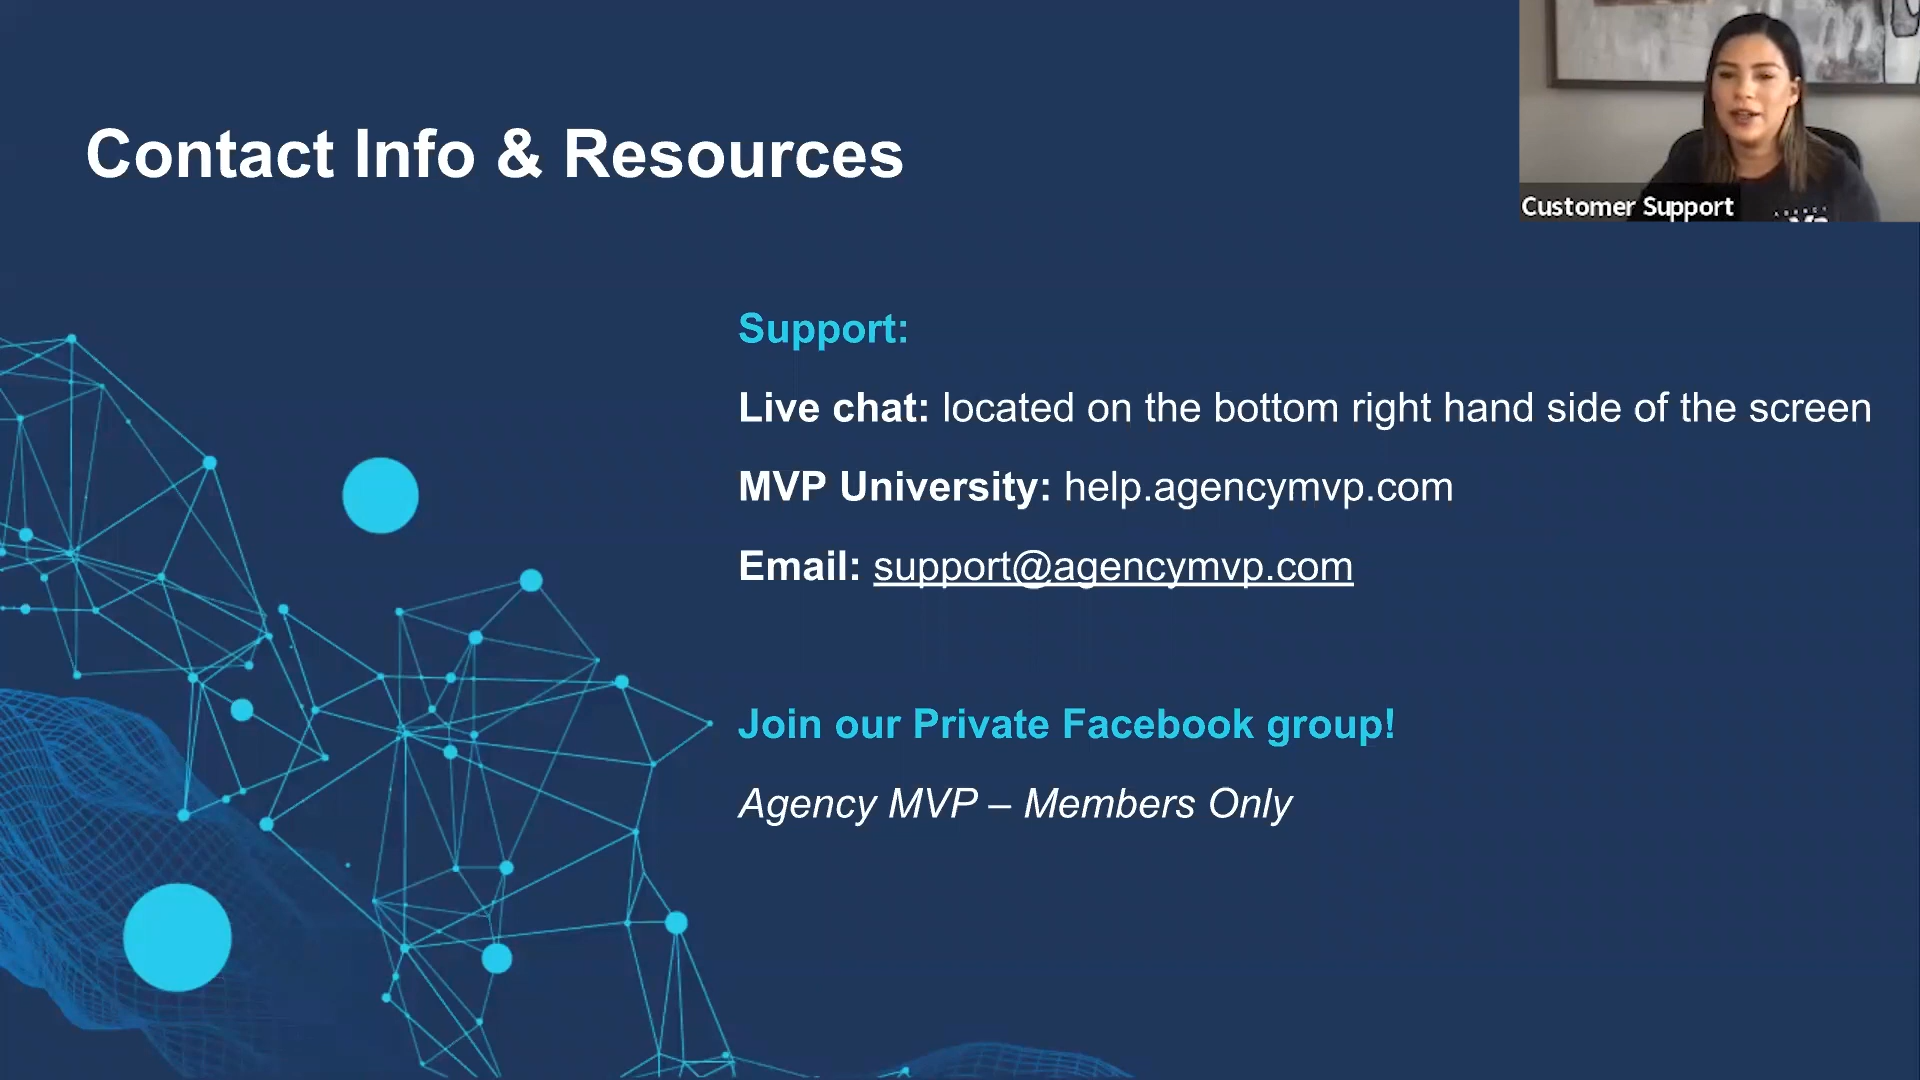 Contact Info & Resources
Customer Support
Support:
Live chat: located on the bottom right hand side of the screen
MVP University: help.agencymvp.com
Email: support@agencymvp.com
Join our Private Facebook group!
Agency MVP – Members Only